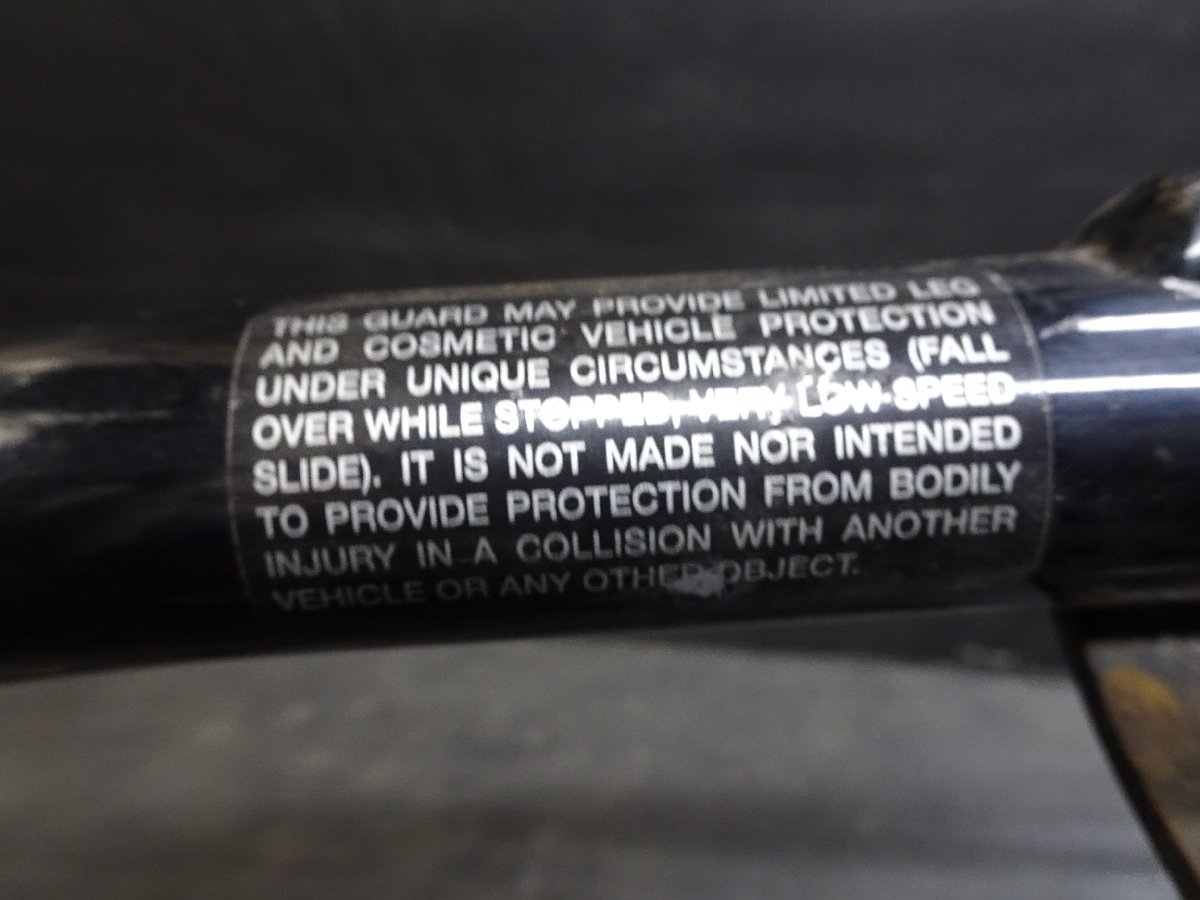 THIS GUARD MAY PROVIDE LIMITED LEG
AND COSMETIC VEHICLE PROTECTION
UNDER UNIQUE CIRCUMSTANCES (FALL
OVER WHILE STOPPED, VERY LOW SPEED
SLIDE). IT IS NOT MADE NOR INTENDED
TO PROVIDE PROTECTION FROM BODILY
INJURY IN A COLLISION WITH ANOTHER
VEHICLE OR ANY OTHER OBJECT.